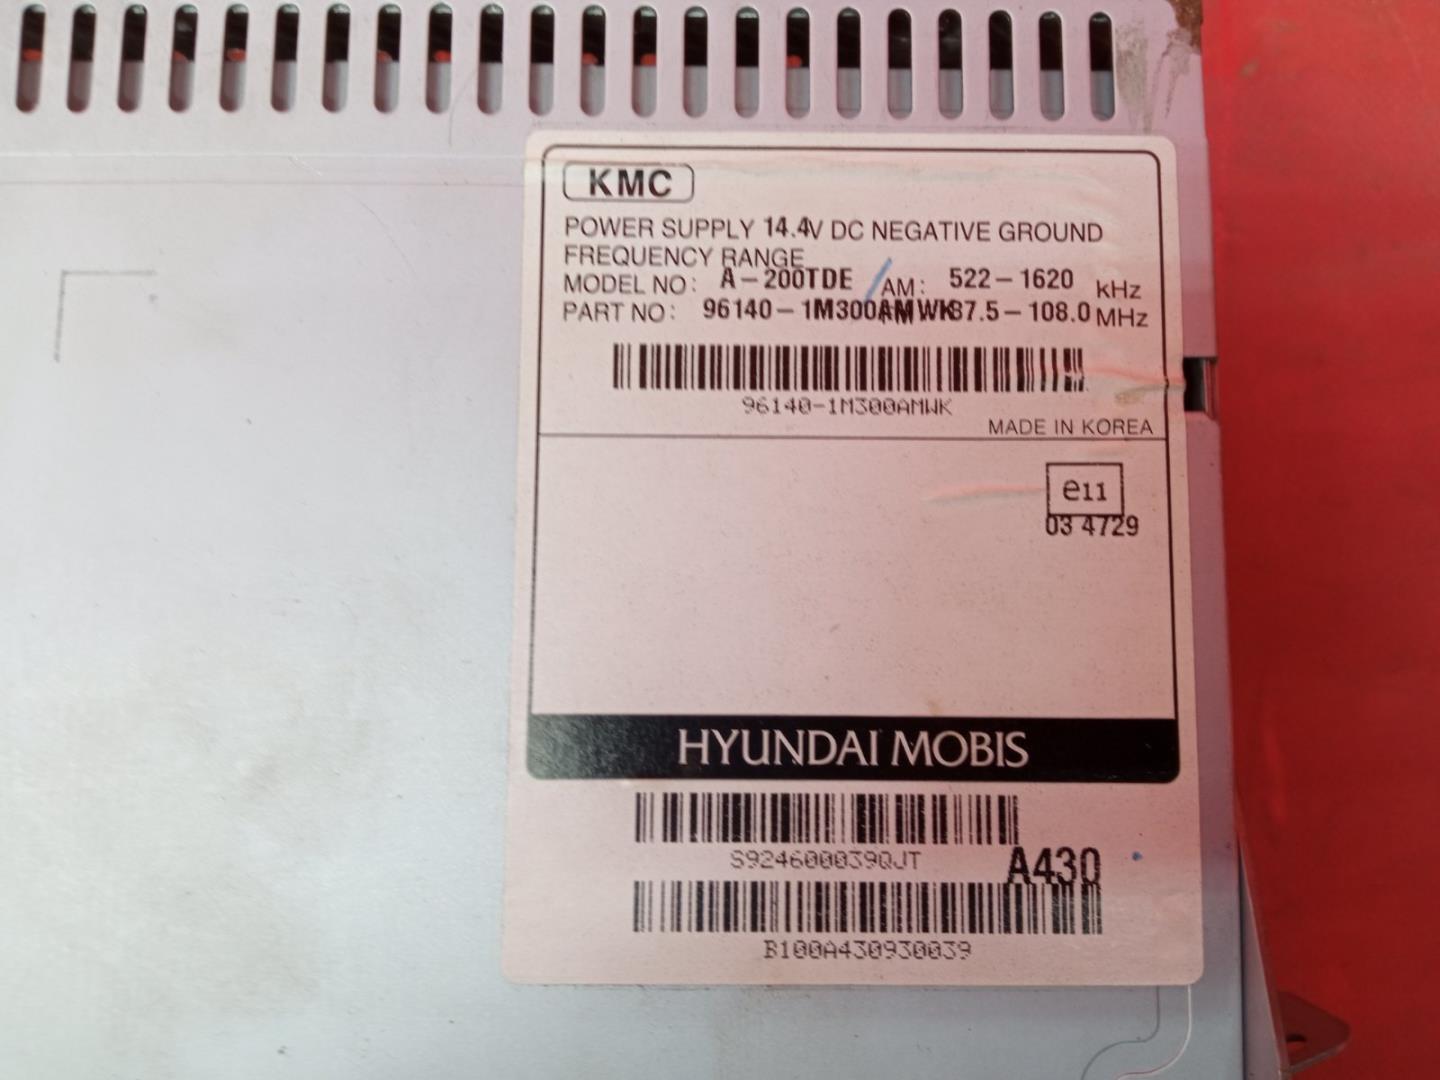 KMC
POWER SUPPLY 14.4V DC NEGATIVE GROUND
FREQUENCY RANGE
MODEL NO: A-200TDE AM: 522-1620 kHz
PART NO: 96140-1M300AMWK 87.5-108.0 MHz
96140-1M300AMWK
MADE IN KOREA
e11
03 4729
HYUNDAI MOBIS
S924600039QJT
A430
B100A430930039